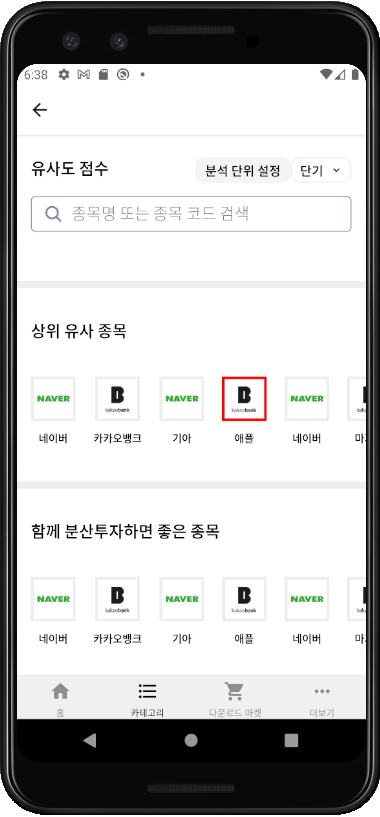 6:38
유사도 점수
분석 단위 설정
단기
종목명 또는 종목 코드 검색
상위 유사 종목
NAVER
kakaobank
NAVER
kakaobank
NAVER
네이버
카카오뱅크
기아
애플
네이버
함께 분산투자하면 좋은 종목
NAVER
kakaobank
NAVER
kakaobank
NAVER
네이버
카카오뱅크
기아
애플
네이버
홈
카테고리
다운로드 마켓
더보기